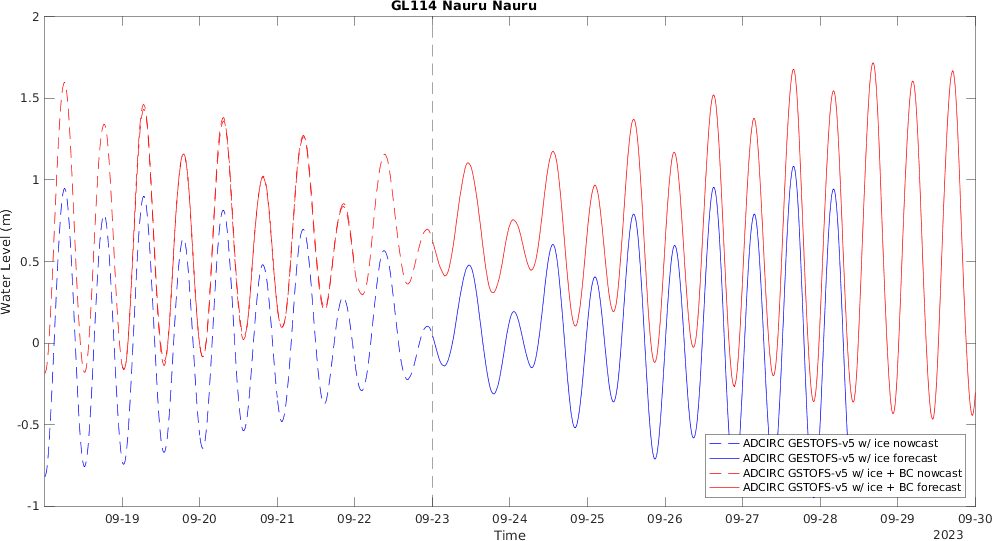 GL114 Nauru Nauru
2
1.5
1
0.5
0
-0.5
-1
Water Level (m)
ADCIRC GESTOFS-v5 w/ ice nowcast
ADCIRC GESTOFS-v5 w/ ice forecast
ADCIRC GSTOFS-v5 w/ ice + BC nowcast
ADCIRC GSTOFS-v5 w/ ice + BC forecast
09-19 09-20 09-21 09-22 09-23 09-24 09-25 09-26 09-27 09-28 09-29 09-30
Time
2023